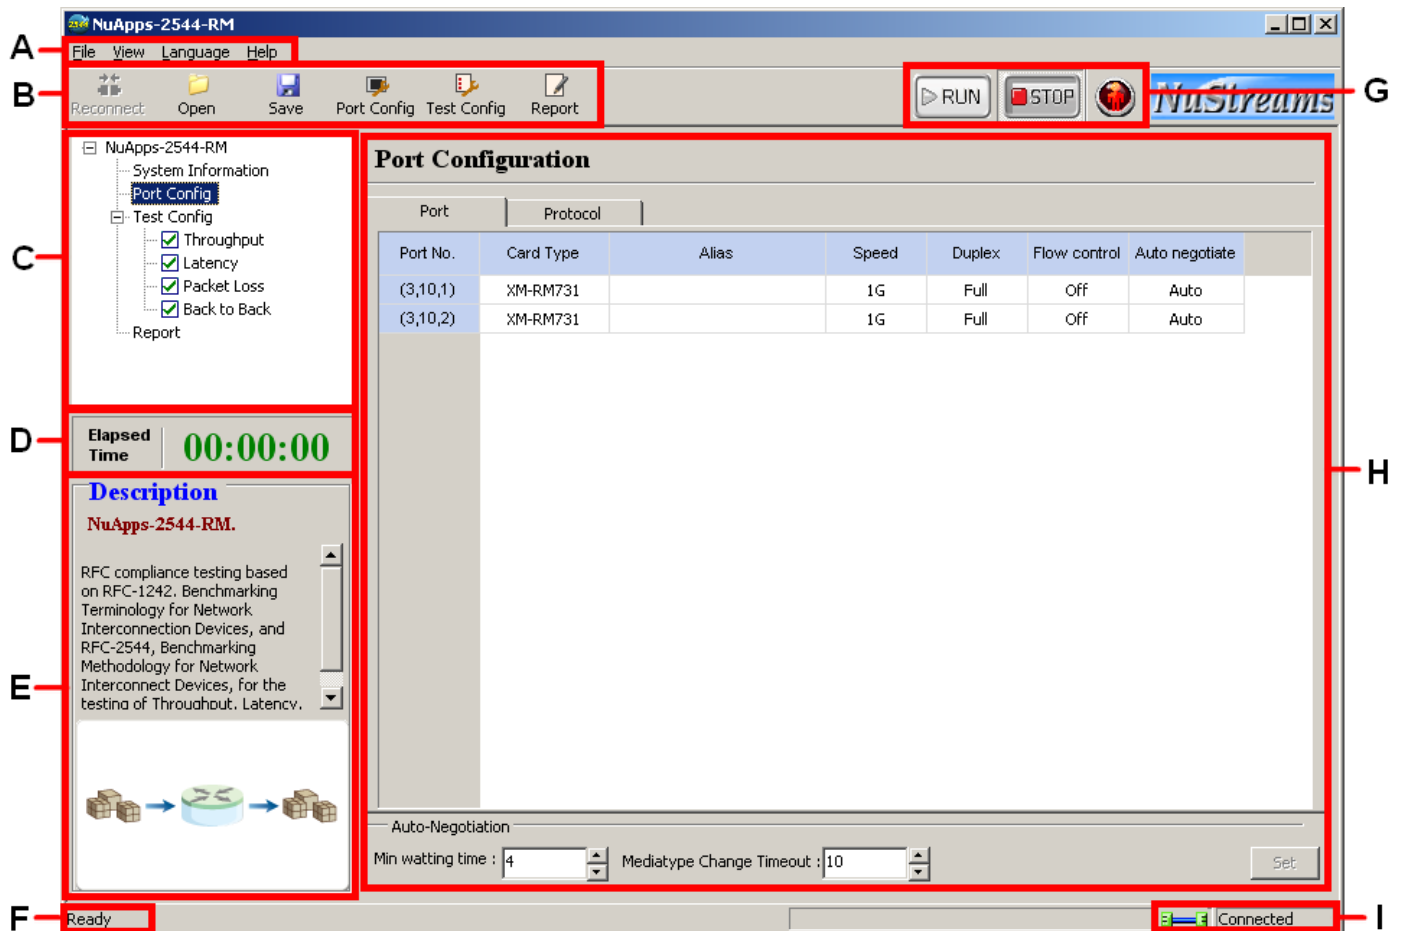 NuApps-2544-RM
A
File View Language Help
B
Reconnect Open Save Port Config Test Config Report
RUN STOP NuStreams
G
C
NuApps-2544-RM
System Information
Port Config
Test Config
Throughput
Latency
Packet Loss
Back to Back
Report
D
Elapsed Time
00:00:00
E
Description
NuApps-2544-RM.
RFC compliance testing based
on RFC-1242. Benchmarking
Terminology for Network
Interconnection Devices, and
RFC-2544, Benchmarking
Methodology for Network
Interconnect Devices, for the
testing of Throughput, Latency,
Port Configuration
Port Protocol
Port No. Card Type Alias Speed Duplex Flow control Auto negotiate
(3,10,1) XM-RM731 1G Full Off Auto
(3,10,2) XM-RM731 1G Full Off Auto
H
Auto-Negotiation
Min watting time : 4 Mediatype Change Timeout : 10 Set
F
Ready
Connected
I